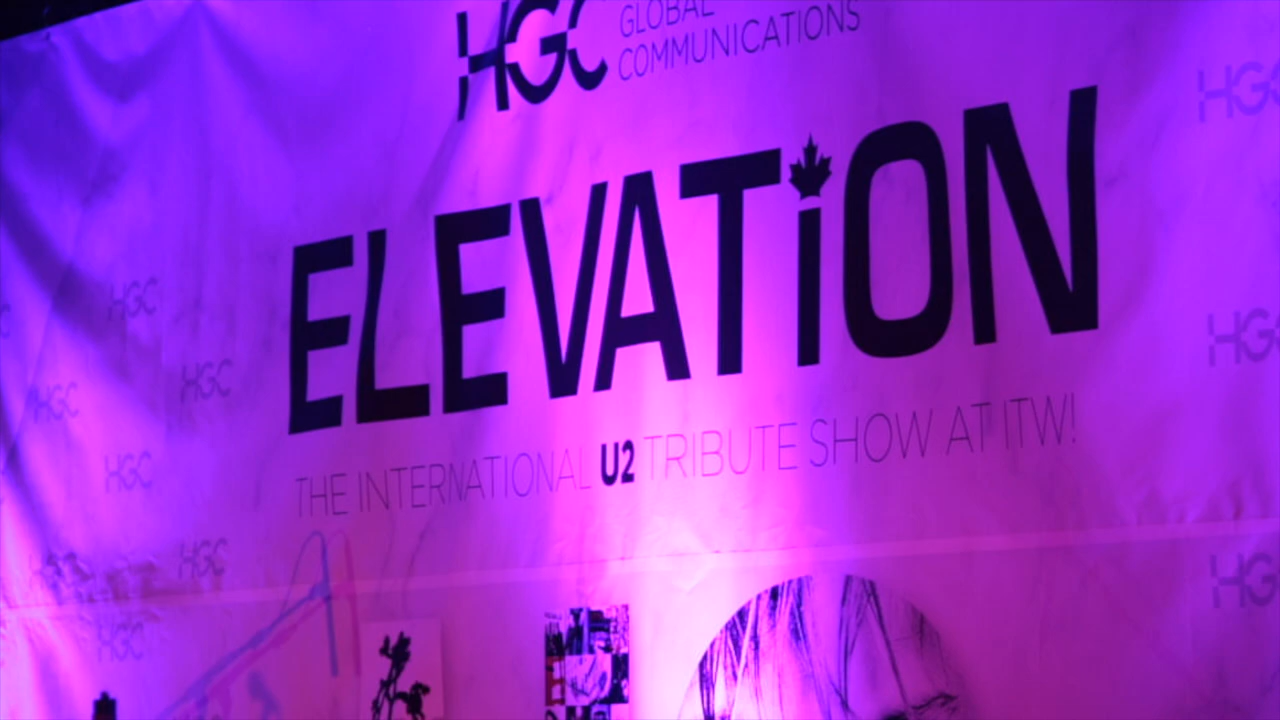 HGC GLOBAL
COMMUNICATIONS
ELEVATiON
THE INTERNATIONAL U2 TRIBUTE SHOW AT ITW!
HGC
HGC
HGC
HGC
HGC
HGC
HGC
HGC
HGC